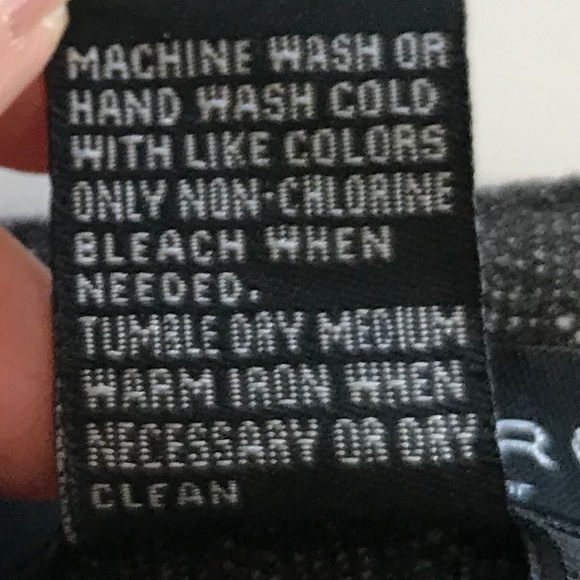 MACHINE WASH OR
HAND WASH COLD
WITH LIKE COLORS
ONLY NON-CHLORINE
BLEACH WHEN
NEEDED.
TUMBLE DRY MEDIUM
WARM IRON WHEN
NECESSARY OR DRY
CLEAN
R